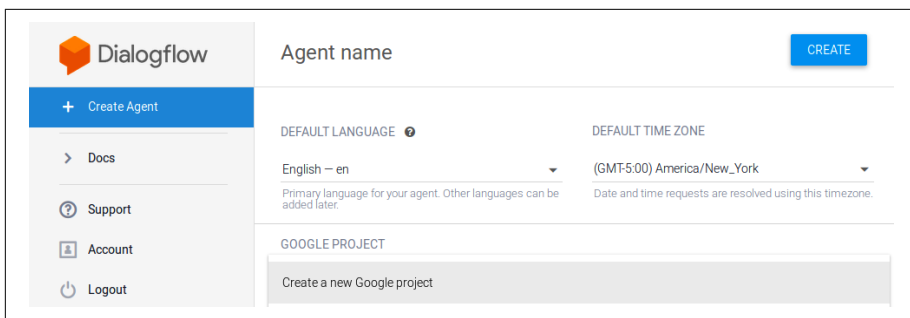 Dialogflow
Agent name
CREATE
+ Create Agent
Docs
Support
Account
Logout
DEFAULT LANGUAGE
English — en
Primary language for your agent. Other languages can be
added later.
DEFAULT TIME ZONE
(GMT-5:00) America/New_York
Date and time requests are resolved using this timezone.
GOOGLE PROJECT
Create a new Google project